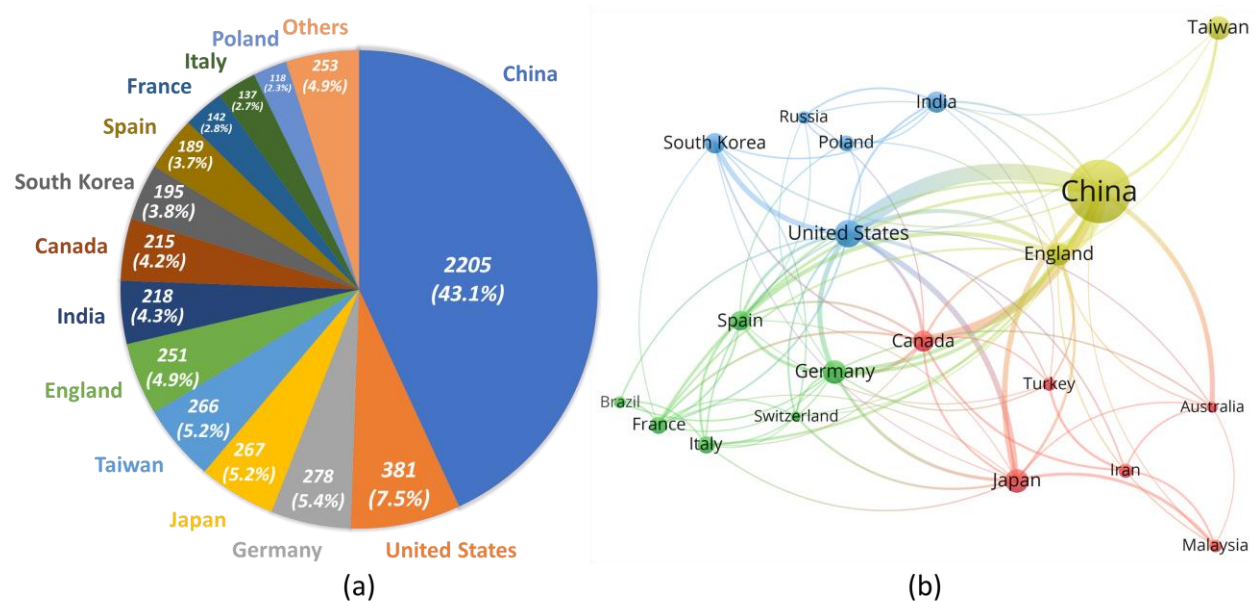 Others
Poland
Italy
France
Spain
South Korea
Canada
India
England
Taiwan
Japan
Germany
United States
China
253
(4.9%)
118
(2.3%)
137
(2.7%)
142
(2.8%)
189
(3.7%)
195
(3.8%)
215
(4.2%)
218
(4.3%)
251
(4.9%)
266
(5.2%)
267
(5.2%)
278
(5.4%)
381
(7.5%)
2205
(43.1%)
(a)
Taiwan
India
Russia
South Korea
Poland
China
United States
England
Spain
Canada
Germany
Turkey
Brazil
Switzerland
Australia
France
Italy
Iran
Japan
Malaysia
(b)